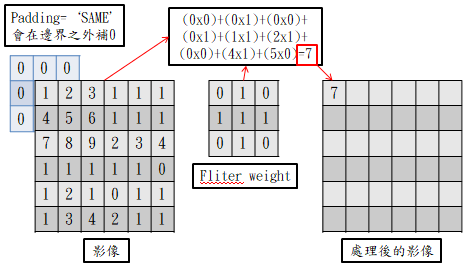 Padding=‘SAME’
會在邊界之外補0
(0x0)+(0x1)+(0x0)+
(0x1)+(1x1)+(2x1)+
(0x0)+(4x1)+(5x0)=7
0 0 0
0 1 2 3 1 1 1
0 4 5 6 1 1 1
7 8 9 2 3 4
1 1 1 1 1 0
1 2 1 0 1 1
1 3 4 2 1 1
影像
0 1 0
1 1 1
0 1 0
Fliter weight
7
處理後的影像